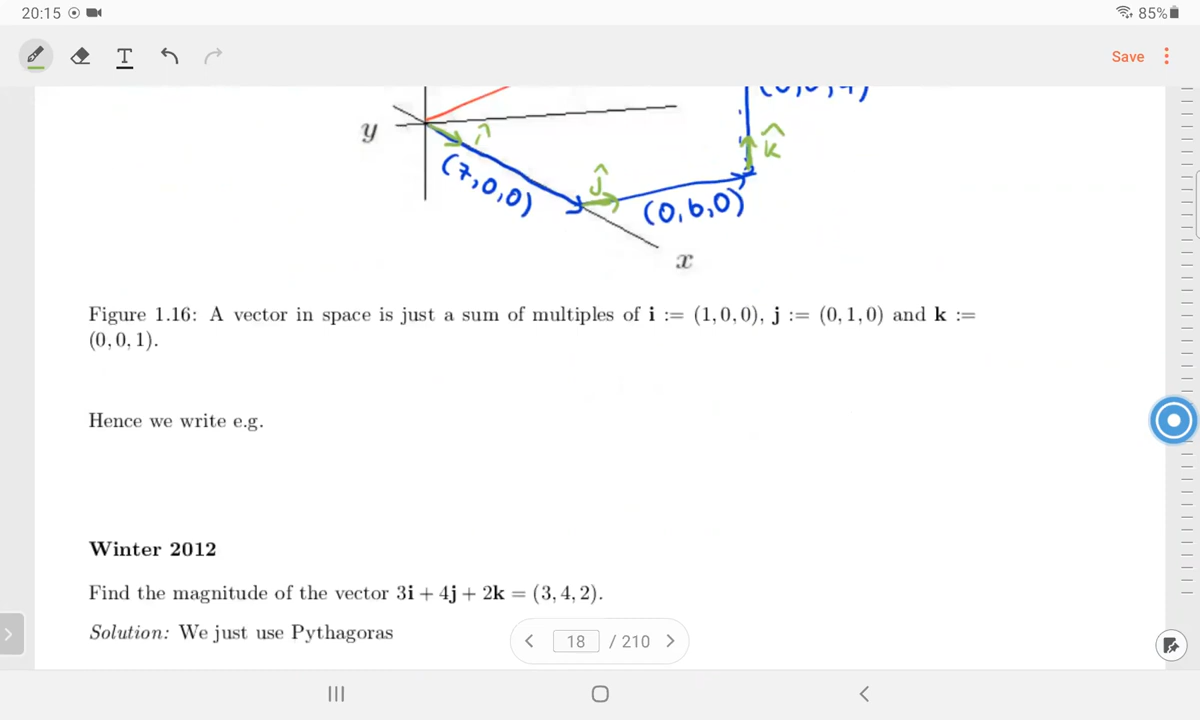 20:15
85%
T
Save
y
î
k̂
(7,0,0)
ĵ
(0,6,0)
x
Figure 1.16: A vector in space is just a sum of multiples of i := (1, 0, 0), j := (0, 1, 0) and k :=
(0, 0, 1).
Hence we write e.g.
Winter 2012
Find the magnitude of the vector 3i + 4j + 2k = (3, 4, 2).
Solution: We just use Pythagoras
18 / 210